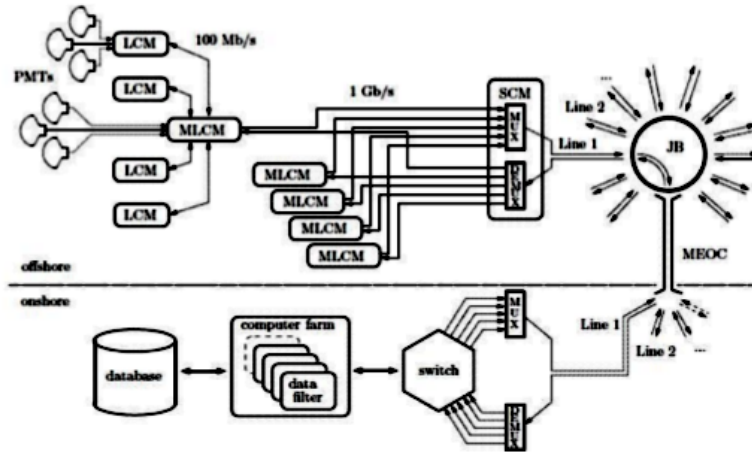 LCM
100 Mb/s
PMTs
LCM
1 Gb/s
SCM
MLCM
MUX
Line 1
Line 2
...
JB
LCM
MLCM
DEMUX
MLCM
LCM
MLCM
MLCM
MEOC
offshore
onshore
computer farm
MUX
Line 1
Line 2
...
database
switch
data
filter
DEMUX